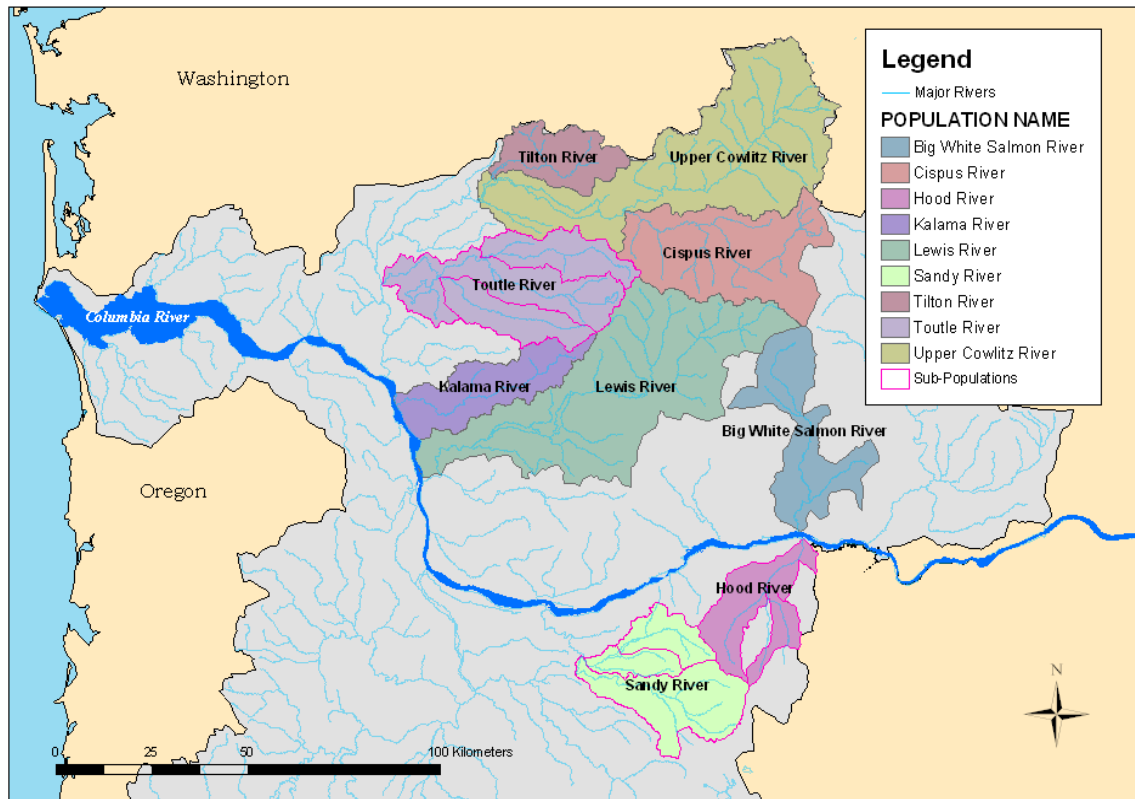 Washington
Legend
Major Rivers
POPULATION NAME
Big White Salmon River
Cispus River
Hood River
Kalama River
Lewis River
Sandy River
Tilton River
Toutle River
Upper Cowlitz River
Sub-Populations
Tilton River
Upper Cowlitz River
Cispus River
Toutle River
Columbia River
Kalama River
Lewis River
Big White Salmon River
Oregon
Hood River
Sandy River
N
0 25 50 100 Kilometers